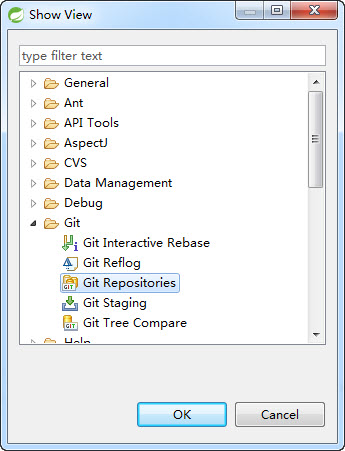 Show View
type filter text
General
Ant
API Tools
AspectJ
CVS
Data Management
Debug
Git
Git Interactive Rebase
Git Reflog
Git Repositories
Git Staging
Git Tree Compare
Help
OK
Cancel